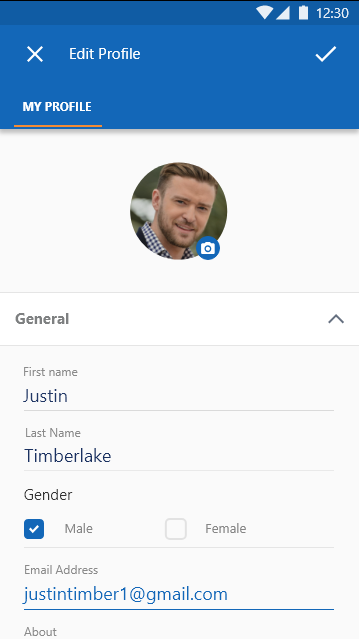 12:30
Edit Profile
MY PROFILE
General
First name
Justin
Last Name
Timberlake
Gender
Male Female
Email Address
justintimber1@gmail.com
About